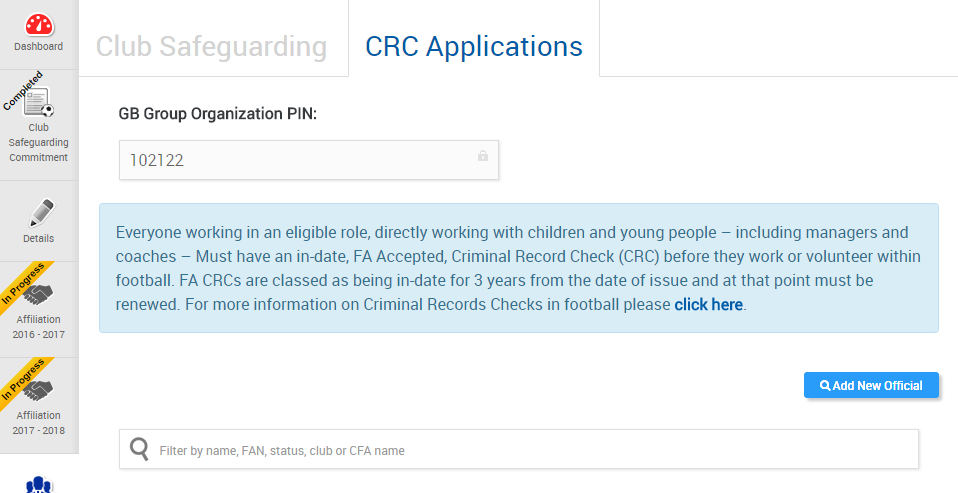 Dashboard
Completed
Club
Safeguarding
Commitment
Details
In Progress
Affiliation
2016 - 2017
In Progress
Affiliation
2017 - 2018
Club Safeguarding
CRC Applications
GB Group Organization PIN:
102122
Everyone working in an eligible role, directly working with children and young people – including managers and
coaches – Must have an in-date, FA Accepted, Criminal Record Check (CRC) before they work or volunteer within
football. FA CRCs are classed as being in-date for 3 years from the date of issue and at that point must be
renewed. For more information on Criminal Records Checks in football please click here.
Add New Official
Filter by name, FAN, status, club or CFA name